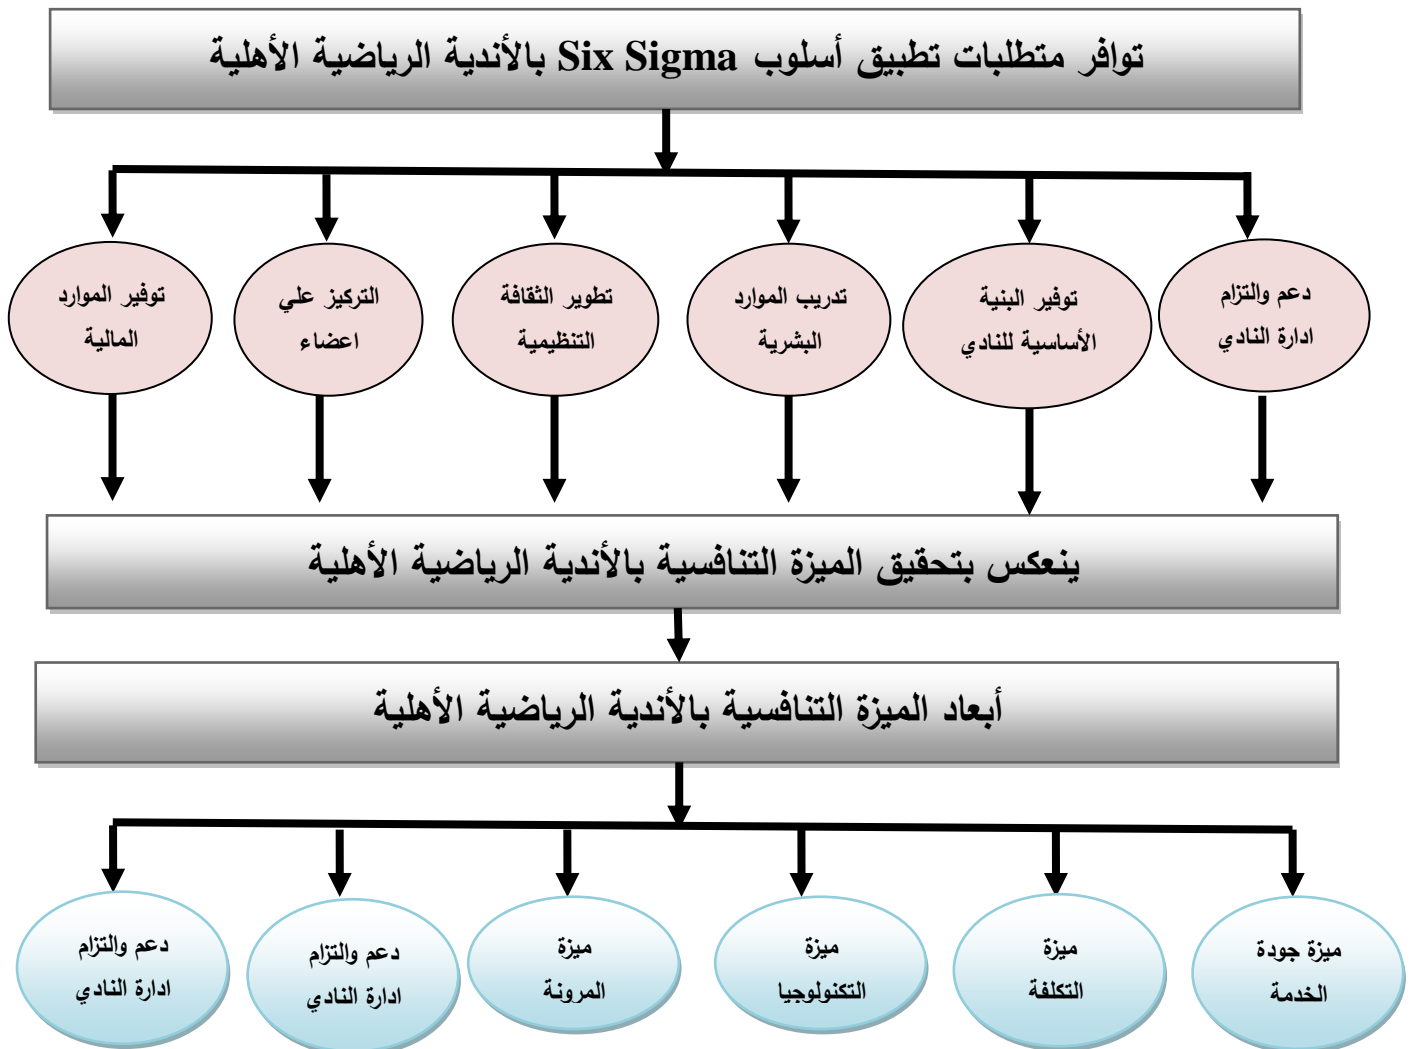 توافر متطلبات تطبيق أسلوب Six Sigma بالأندية الرياضية الأهلية
دعم والتزام
ادارة النادي
توفير البنية
الأساسية للنادي
تدريب الموارد
البشرية
تطوير الثقافة
التنظيمية
التركيز علي
اعضاء
توفير الموارد
المالية
ينعكس بتحقيق الميزة التنافسية بالأندية الرياضية الأهلية
أبعاد الميزة التنافسية بالأندية الرياضية الأهلية
ميزة جودة
الخدمة
ميزة
التكلفة
ميزة
التكنولوجيا
ميزة
المرونة
دعم والتزام
ادارة النادي
دعم والتزام
ادارة النادي